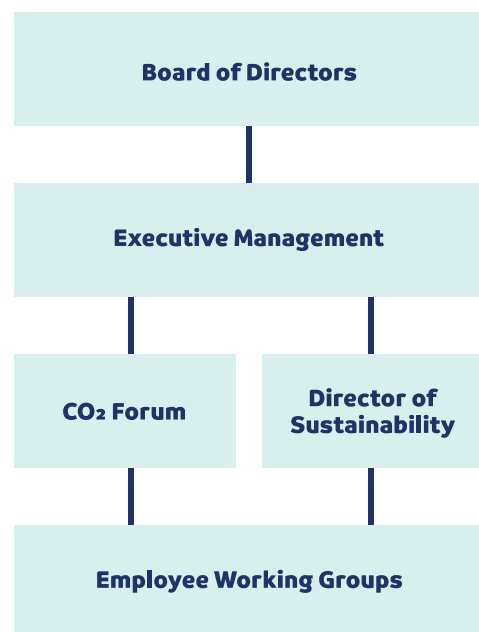 Board of Directors
Executive Management
CO₂ Forum
Director of
Sustainability
Employee Working Groups